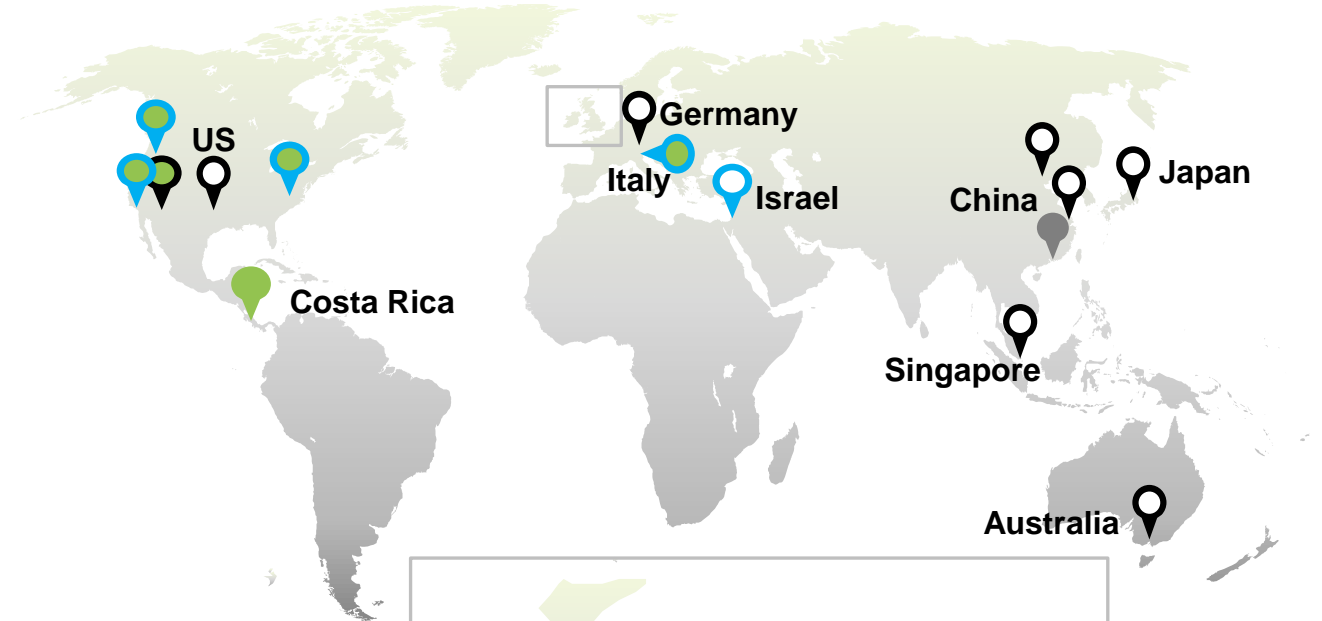 Germany
US
Japan
Italy
Israel
China
Costa Rica
Singapore
Australia